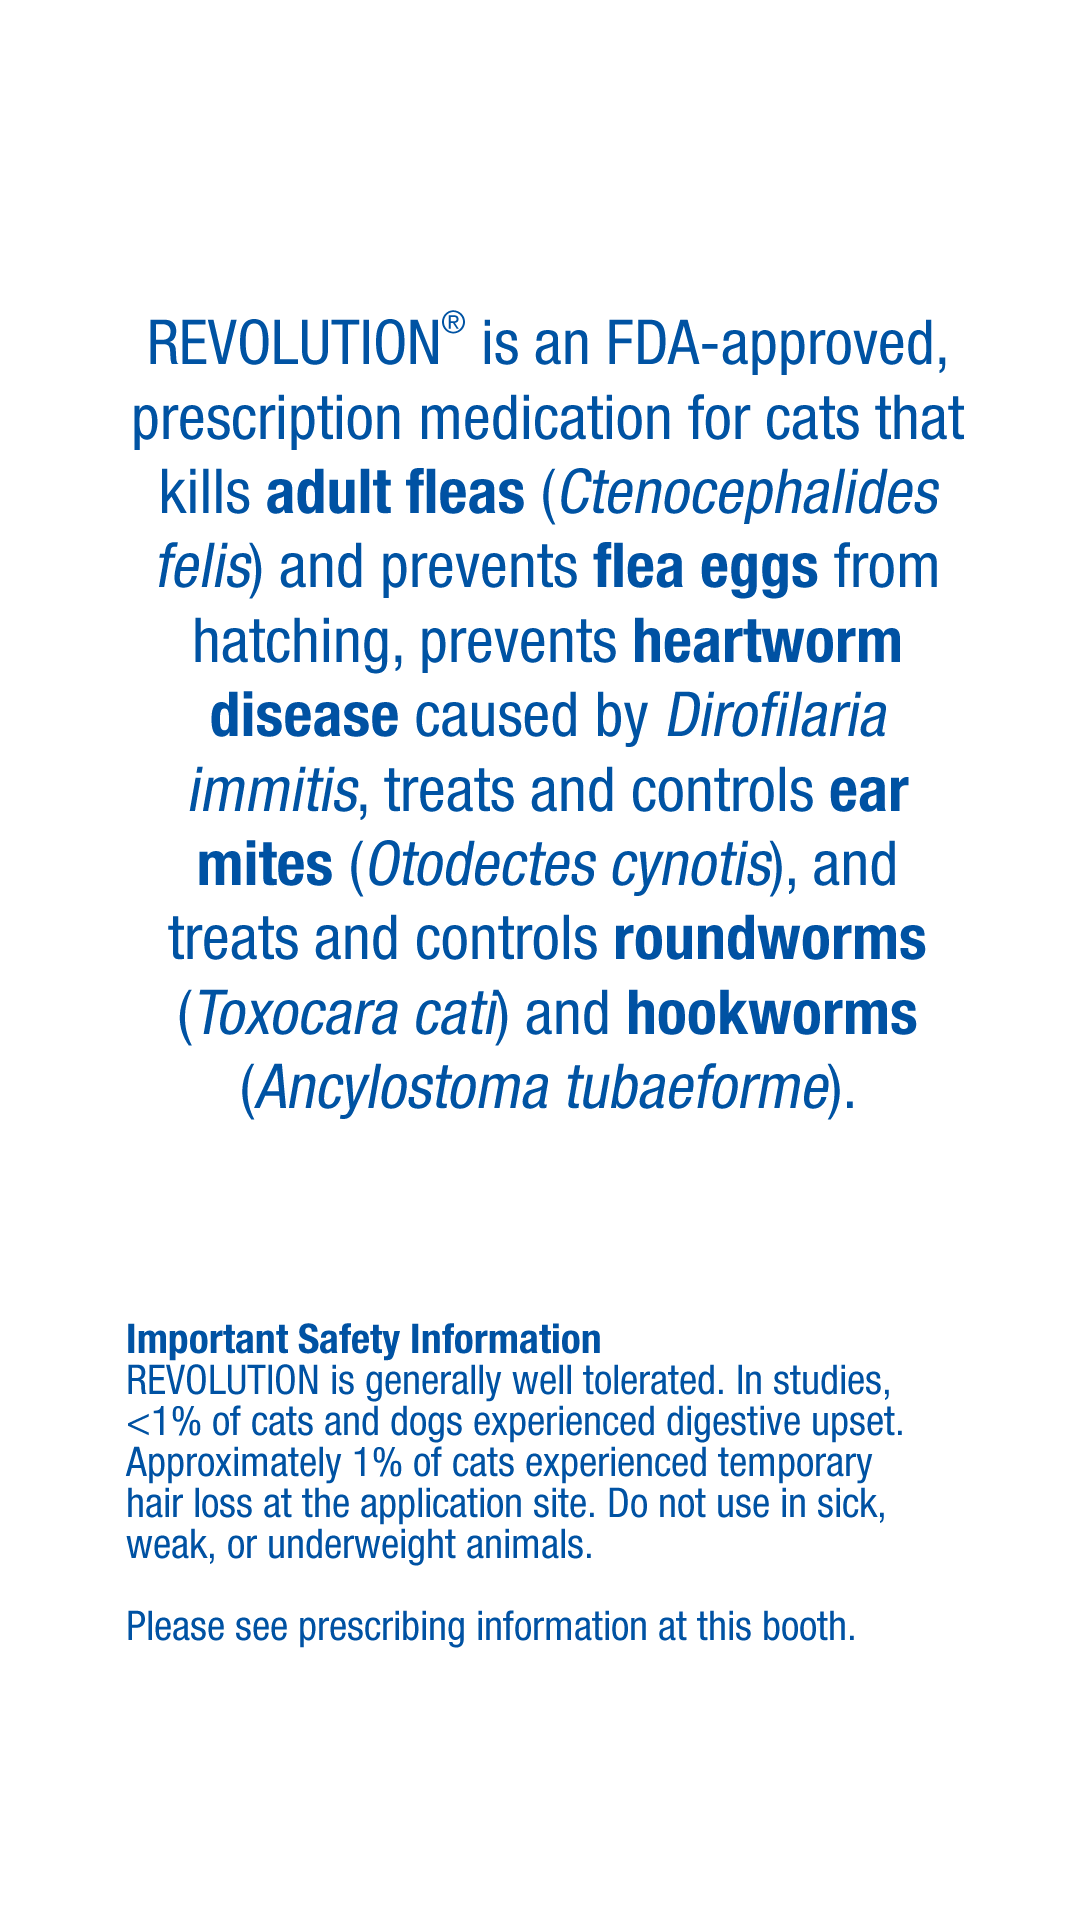 REVOLUTION® is an FDA-approved,
prescription medication for cats that
kills adult fleas (Ctenocephalides
felis) and prevents flea eggs from
hatching, prevents heartworm
disease caused by Dirofilaria
immitis, treats and controls ear
mites (Otodectes cynotis), and
treats and controls roundworms
(Toxocara cati) and hookworms
(Ancylostoma tubaeforme).
Important Safety Information
REVOLUTION is generally well tolerated. In studies,
<1% of cats and dogs experienced digestive upset.
Approximately 1% of cats experienced temporary
hair loss at the application site. Do not use in sick,
weak, or underweight animals.
Please see prescribing information at this booth.